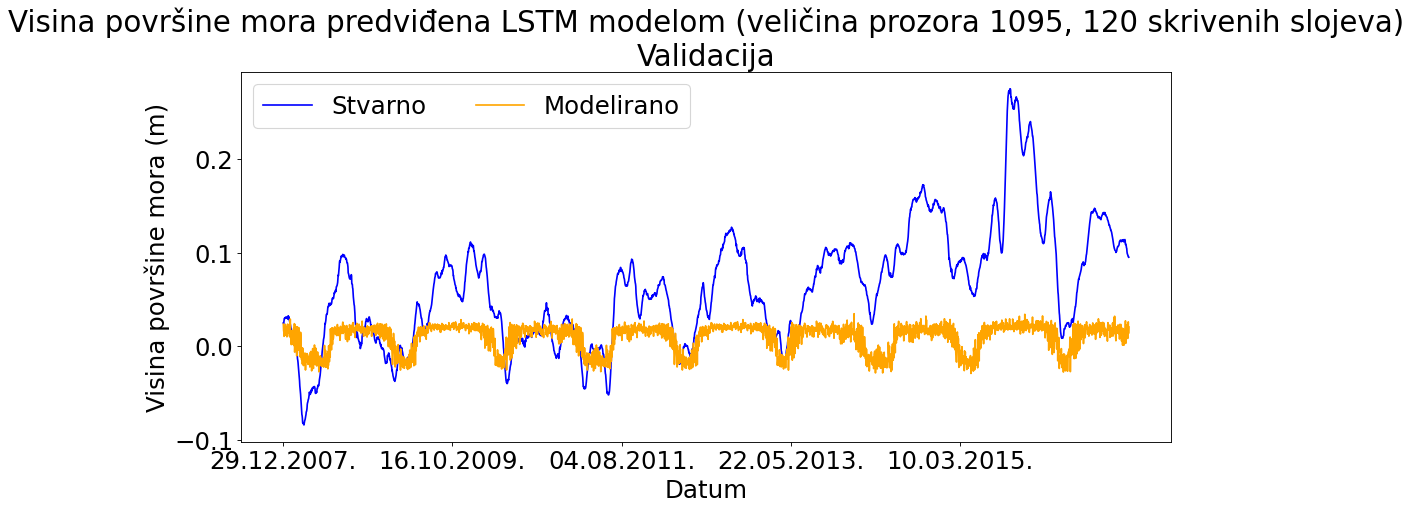 Visina površine mora predviđena LSTM modelom (veličina prozora 1095, 120 skrivenih slojeva)
Validacija
Stvarno
Modelirano
Visina površine mora (m)
0.2
0.1
0.0
−0.1
29.12.2007.
16.10.2009.
04.08.2011.
22.05.2013.
10.03.2015.
Datum